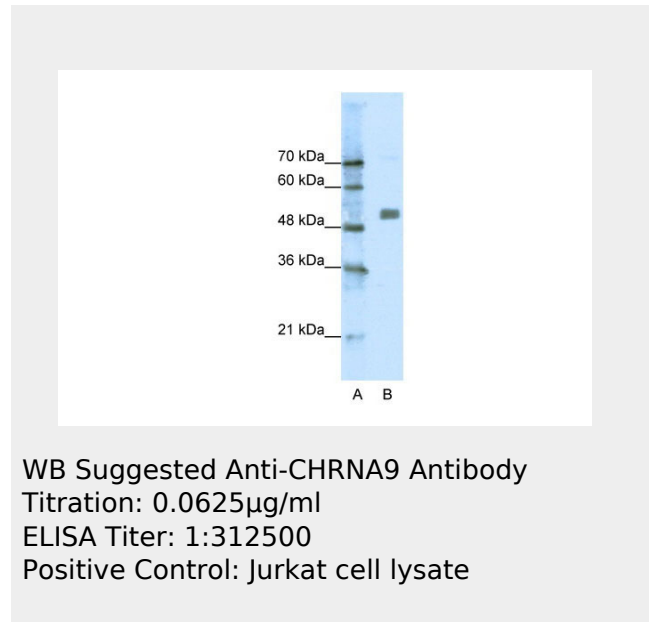 70 kDa
60 kDa
48 kDa
36 kDa
21 kDa
A B
WB Suggested Anti-CHRNA9 Antibody
Titration: 0.0625µg/ml
ELISA Titer: 1:312500
Positive Control: Jurkat cell lysate